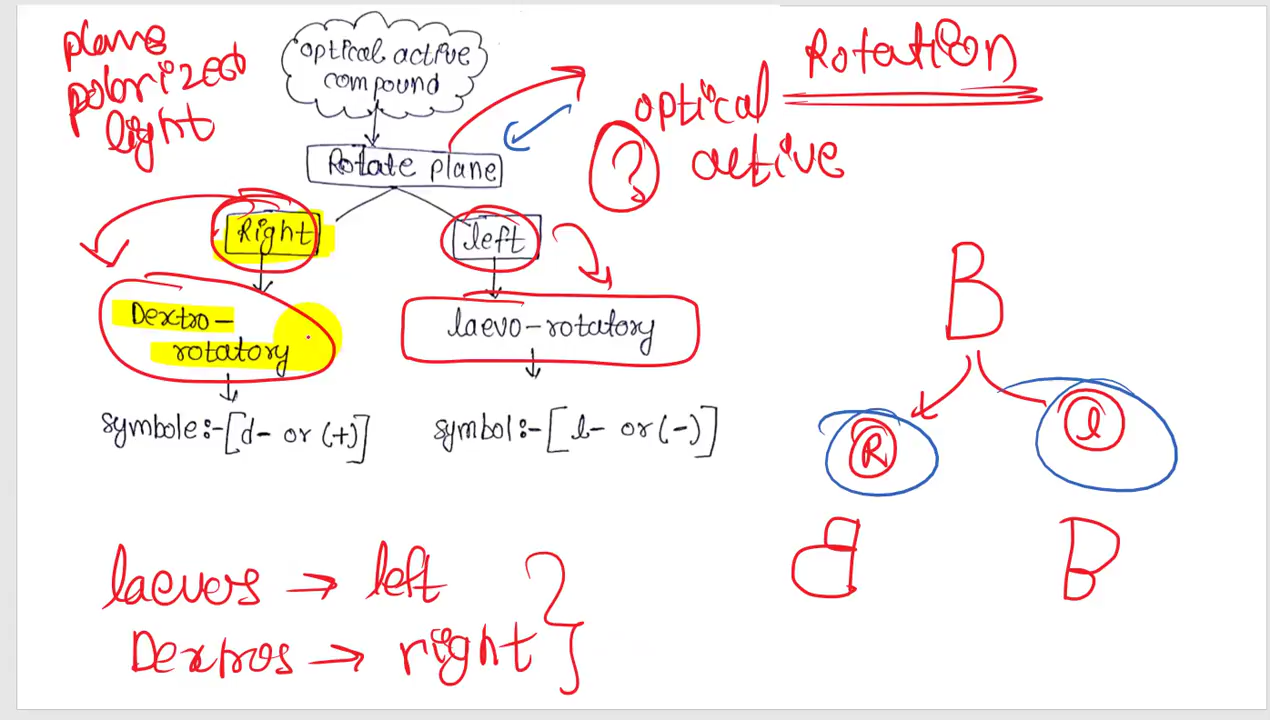 plane
polarized
light
optical active
compound
Rotation
optical
active
?
Rotate plane
Right
left
Dextro-
rotatory
laevo-rotatory
symbole:-[d- or (+)]
symbol:-[l- or (-)]
B
R
l
B
B
laevers → left
Dextros → right